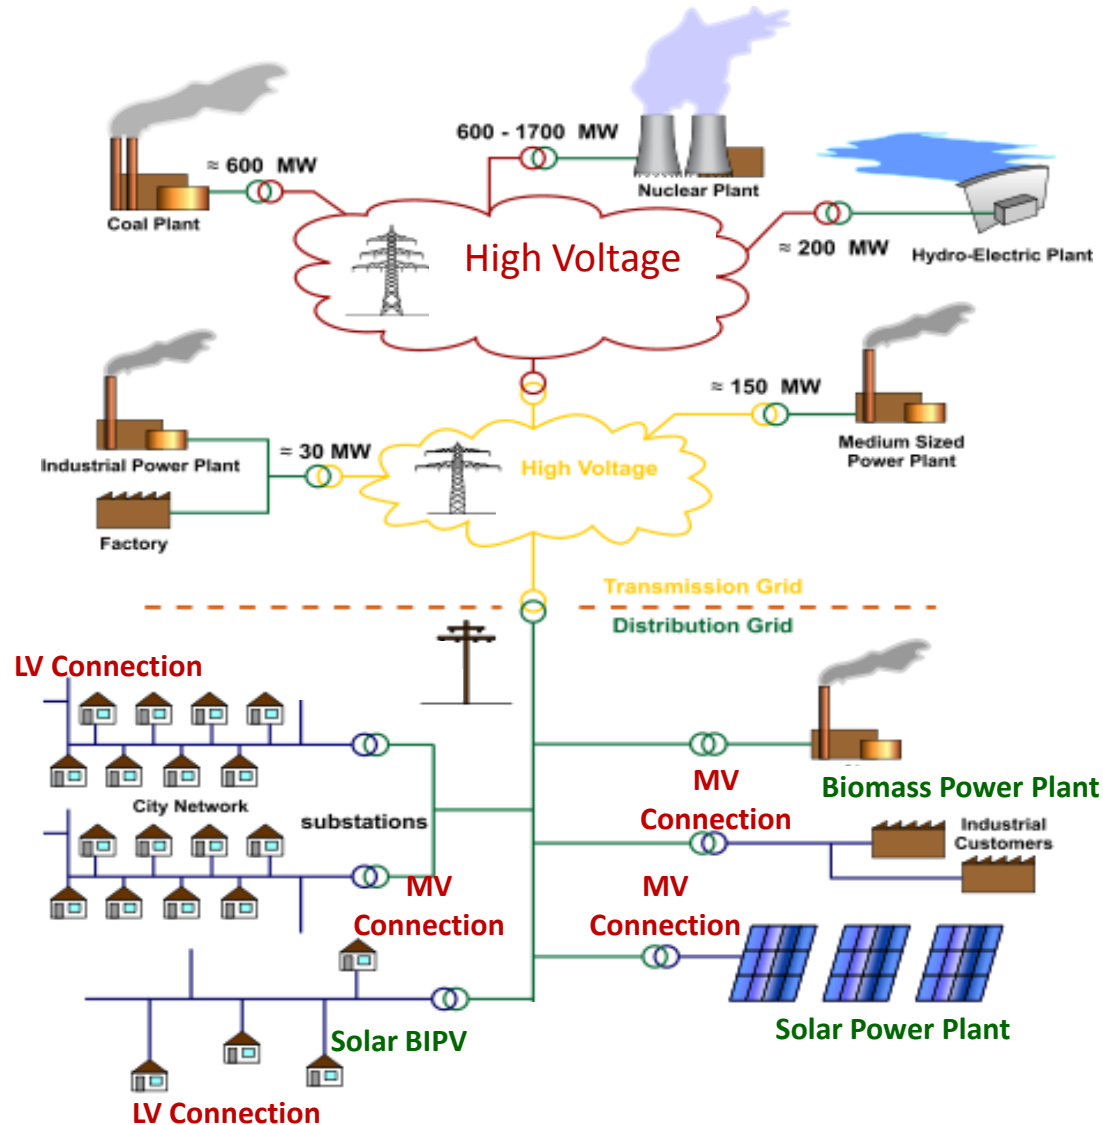 600 - 1700 MW
≈ 600 MW
Nuclear Plant
Coal Plant
High Voltage
≈ 200 MW
Hydro-Electric Plant
≈ 150 MW
Medium Sized
Power Plant
≈ 30 MW
Industrial Power Plant
High Voltage
Factory
Transmission Grid
Distribution Grid
LV Connection
MV
Connection
Biomass Power Plant
City Network
substations
Industrial
Customers
MV
Connection
MV
Connection
Solar BIPV
Solar Power Plant
LV Connection